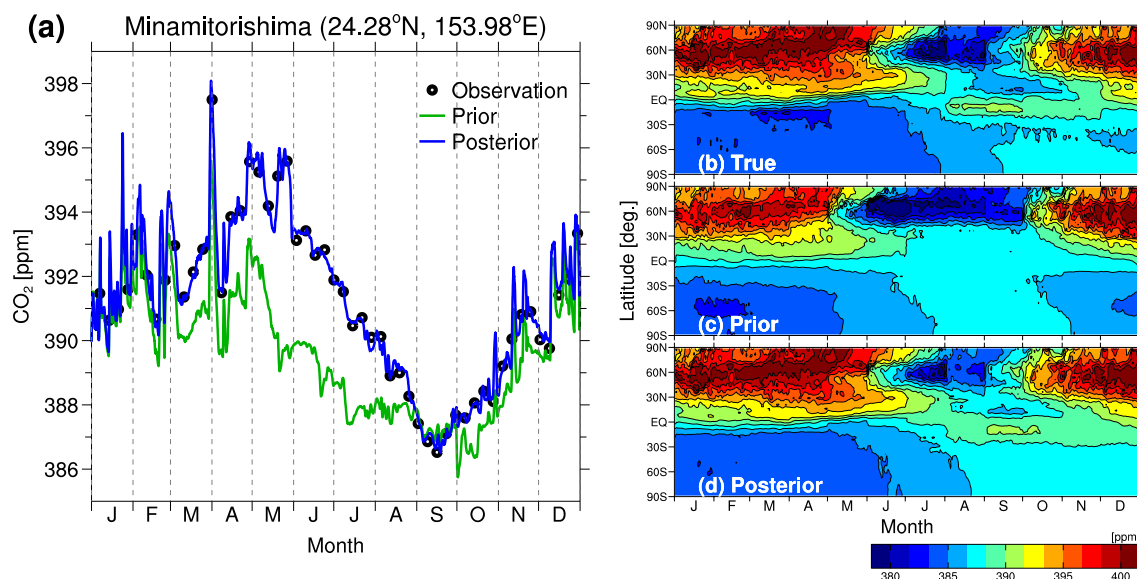 (a) Minamitorishima (24.28°N, 153.98°E)
CO2 [ppm]
398
396
394
392
390
388
386
Observation
Prior
Posterior
J F M A M J J A S O N D
Month
Latitude [deg.]
90N
60N
30N
EQ
30S
60S
90S
(b) True
90N
60N
30N
EQ
30S
60S
90S
(c) Prior
90N
60N
30N
EQ
30S
60S
90S
(d) Posterior
J F M A M J J A S O N D
Month
[ppm
380 385 390 395 400